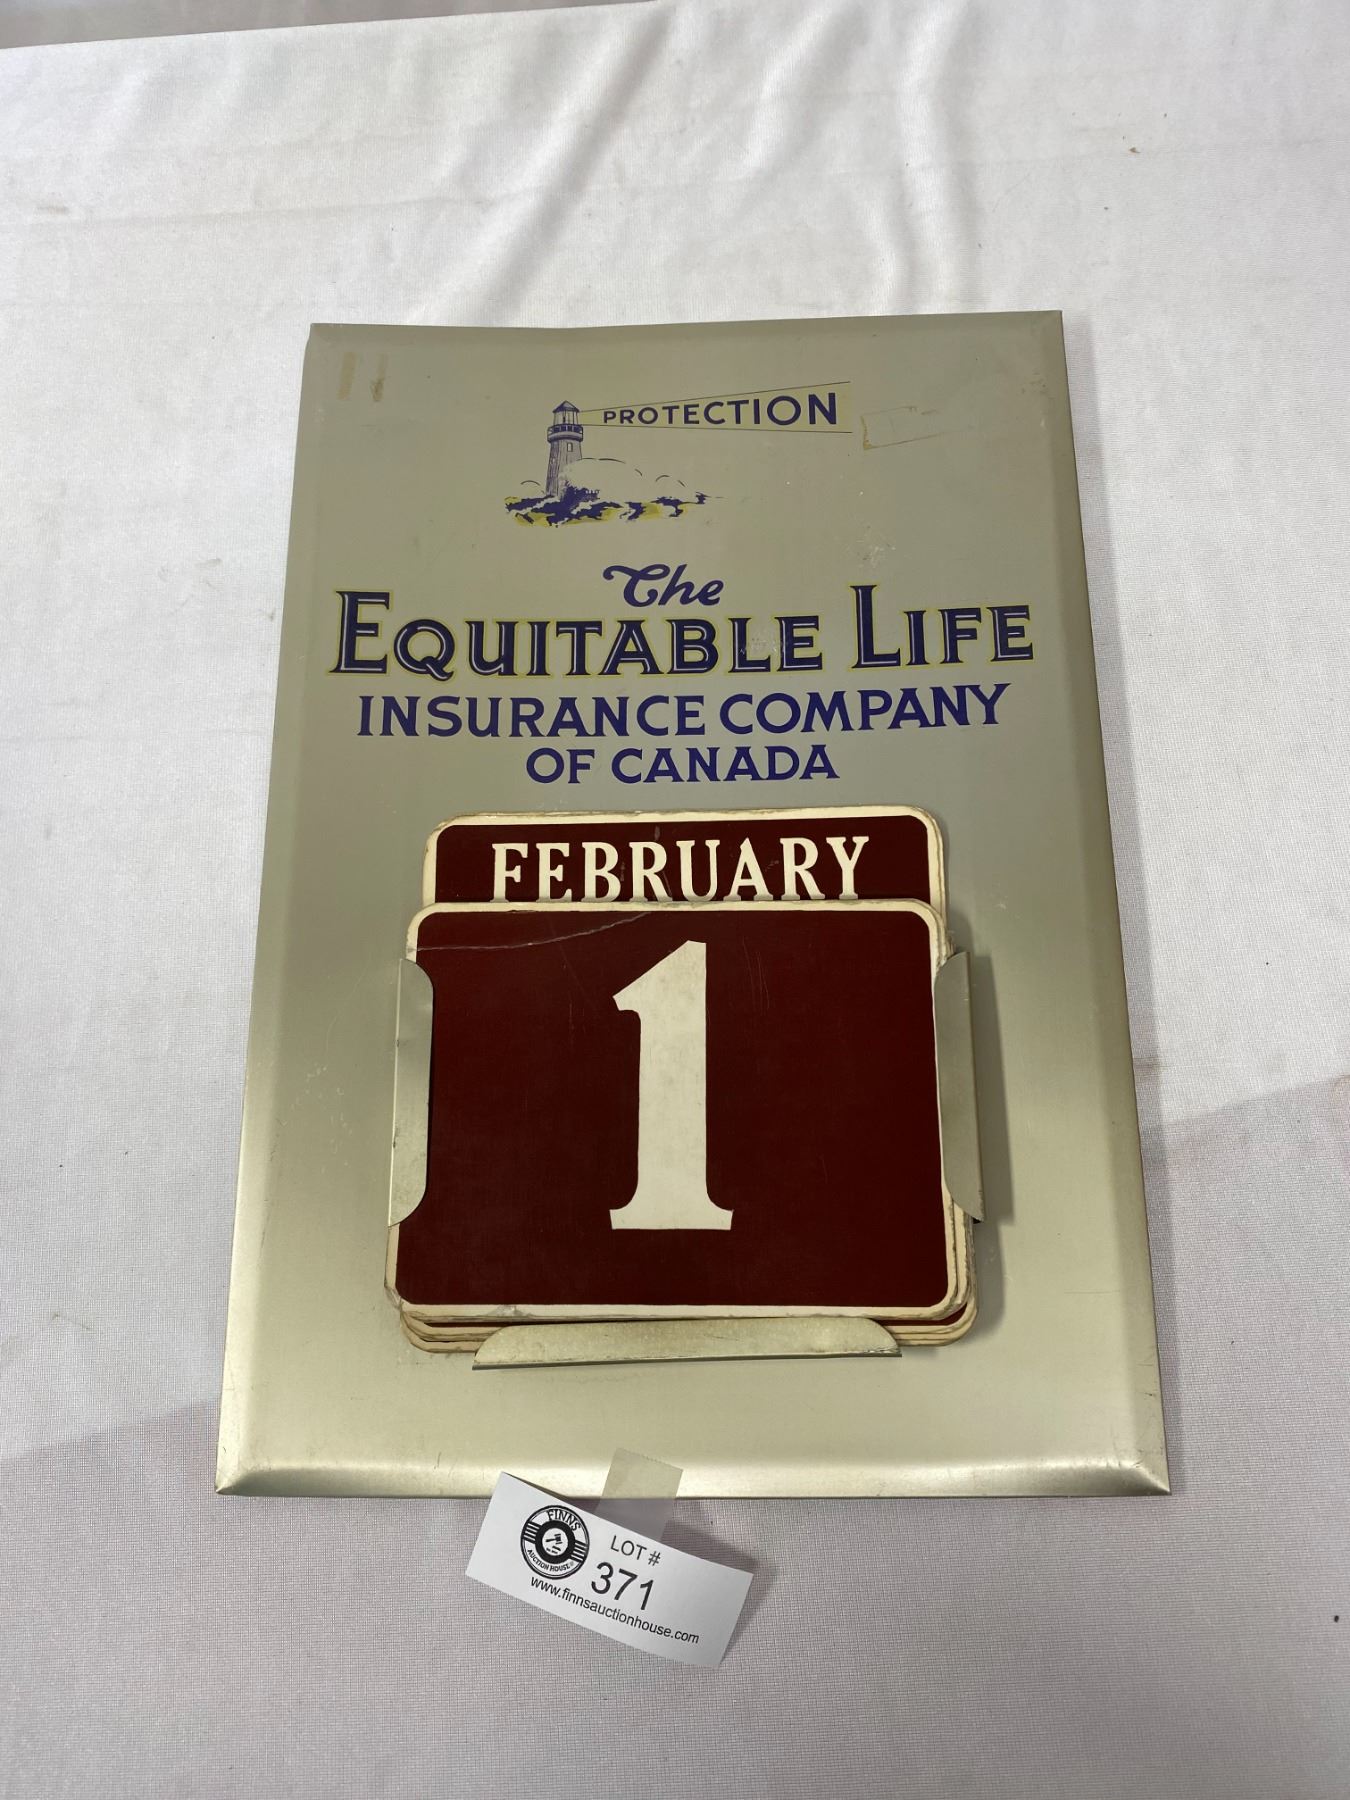 PROTECTION
The
EQUITABLE LIFE
INSURANCE COMPANY
OF CANADA
FEBRUARY
1
FINNS
AUCTION HOUSE
LOT #
371
www.finnsauctionhouse.com